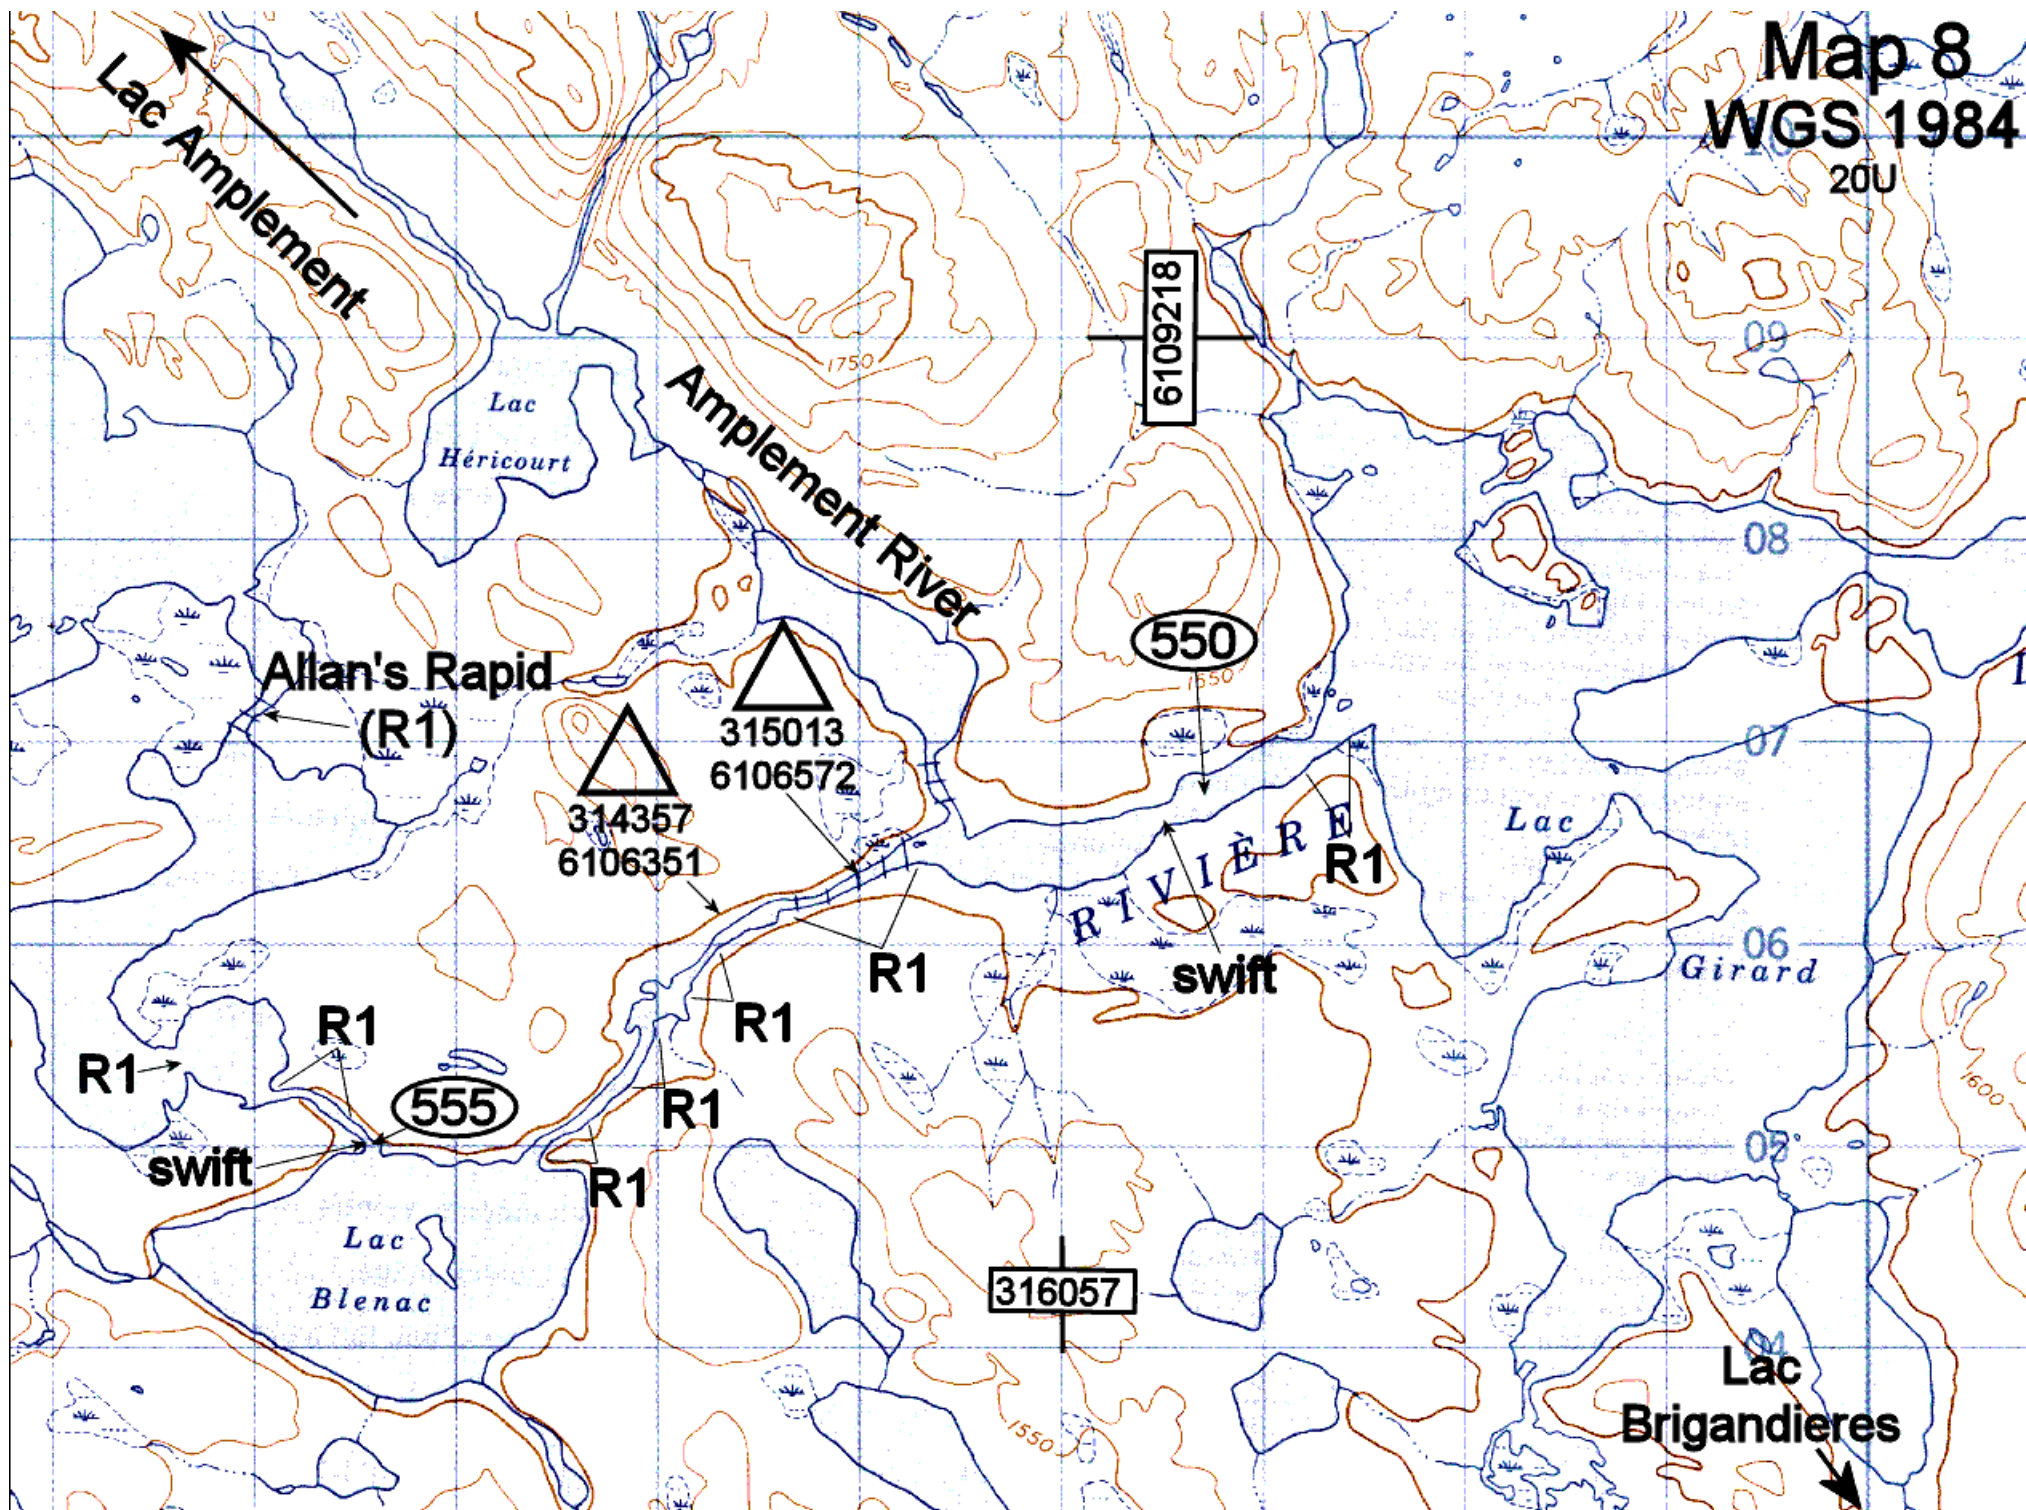 Map 8
WGS 1984
10
20U
Lac Amplement
6109218
09
1750
Lac
Héricourt
Amplement River
08
550
1550
Allan's Rapid
(R1)
315013
6106572
07
314357
6106351
Lac
RIVIÈRE
R1
06
Girard
swift
R1
R1
R1
R1
555
R1
1600
05
swift
R1
Lac
Blenac
316057
04
Lac
Brigandieres
1550